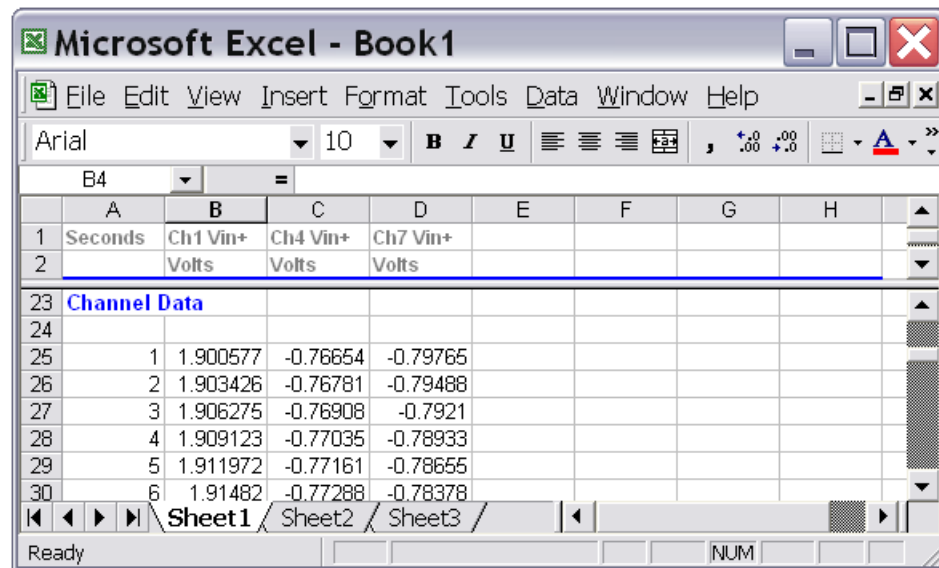 Microsoft Excel - Book1
File Edit View Insert Format Tools Data Window Help
Arial 10 B I U , .0 .00 .00 .0 A »
B4 =
A B C D E F G H
1 Seconds Ch1 Vin+ Ch4 Vin+ Ch7 Vin+
2 Volts Volts Volts
23 Channel Data
24
25 1 1.900577 -0.76654 -0.79765
26 2 1.903426 -0.76781 -0.79488
27 3 1.906275 -0.76908 -0.7921
28 4 1.909123 -0.77035 -0.78933
29 5 1.911972 -0.77161 -0.78655
30 6 1.91482 -0.77288 -0.78378
Sheet1 Sheet2 Sheet3
Ready NUM